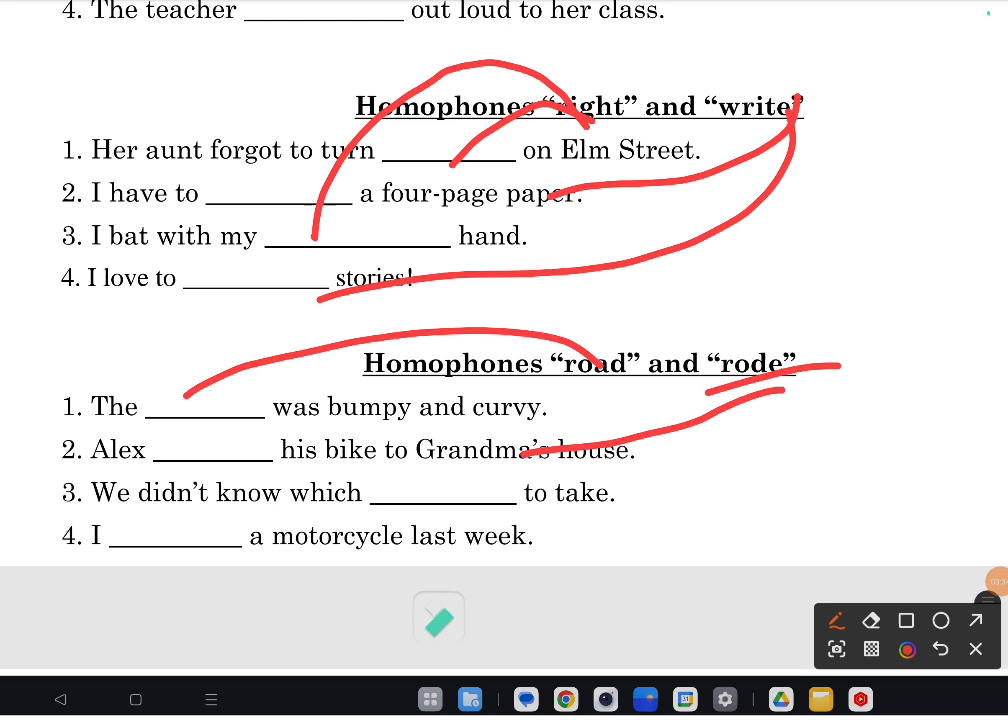 4. The teacher ____________ out loud to her class.
Homophones “right” and “write”
1. Her aunt forgot to turn __________ on Elm Street.
2. I have to ___________ a four-page paper.
3. I bat with my ______________ hand.
4. I love to ___________ stories!
Homophones “road” and “rode”
1. The _________ was bumpy and curvy.
2. Alex _________ his bike to Grandma’s house.
3. We didn’t know which ___________ to take.
4. I __________ a motorcycle last week.